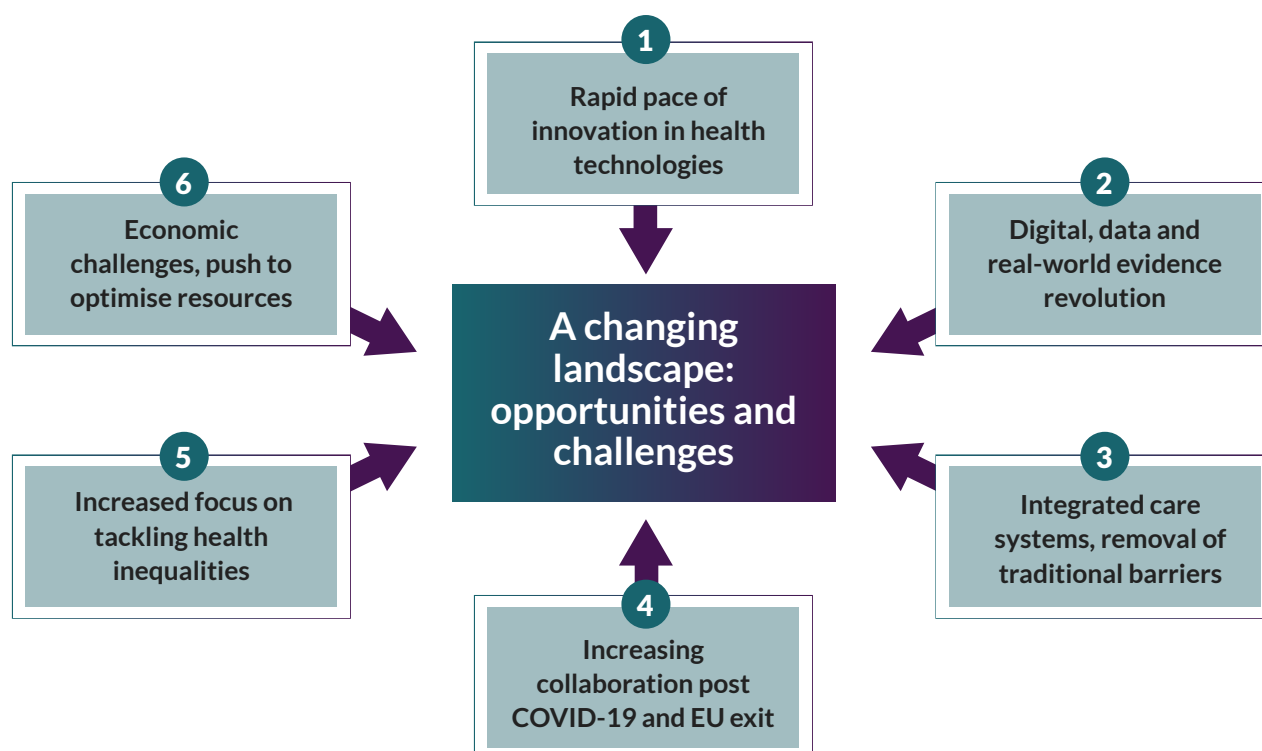 1
Rapid pace of
innovation in health
technologies
2
Digital, data and
real-world evidence
revolution
3
Integrated care
systems, removal of
traditional barriers
4
Increasing
collaboration post
COVID-19 and EU exit
5
Increased focus on
tackling health
inequalities
6
Economic
challenges, push to
optimise resources
A changing
landscape:
opportunities and
challenges